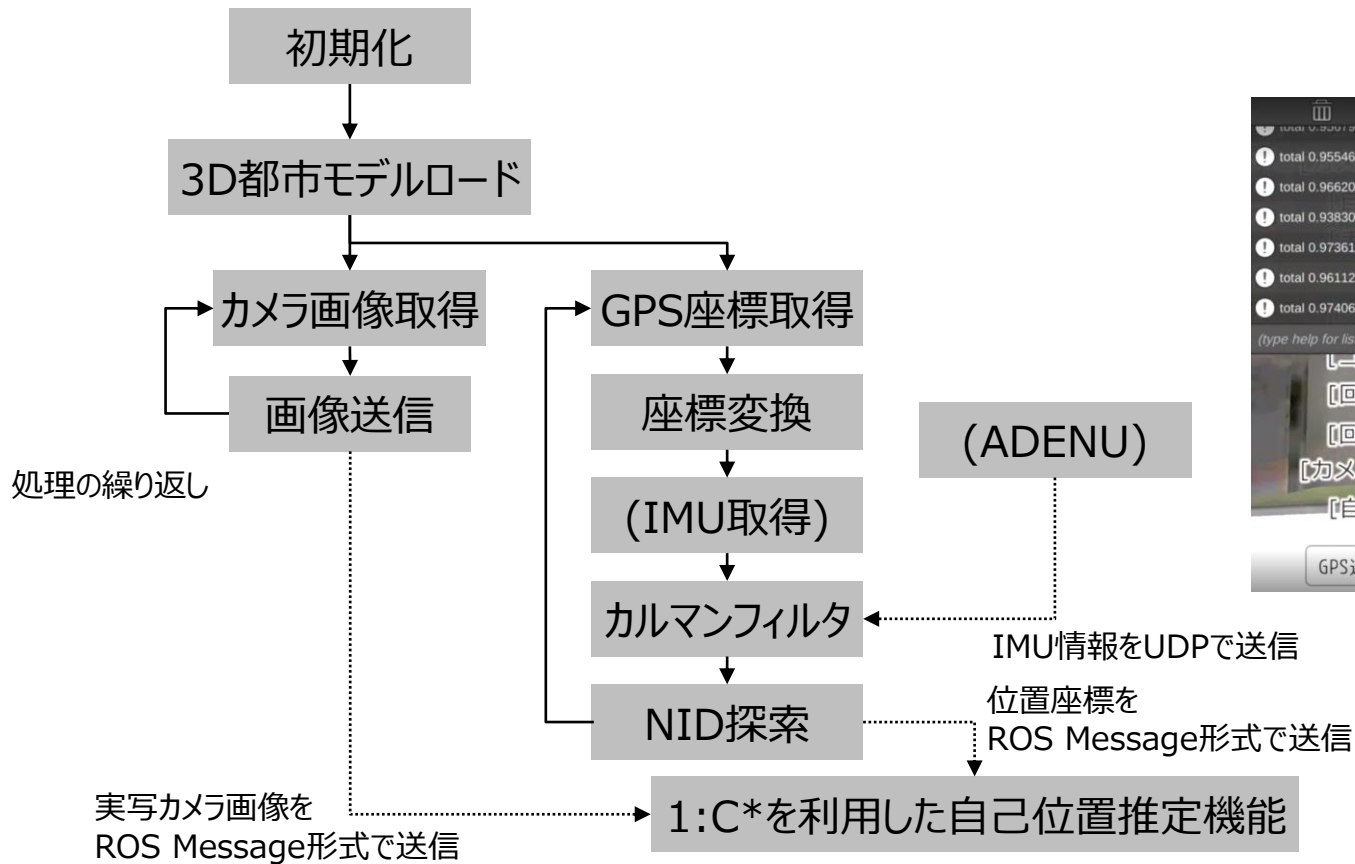 初期化
3D都市モデルロード
カメラ画像取得
GPS座標取得
画像送信
座標変換
(ADENU)
処理の繰り返し
(IMU取得)
カルマンフィルタ
IMU情報をUDPで送信
NID探索
位置座標を
ROS Message形式で送信
実写カメラ画像を
ROS Message形式で送信
1:C*を利用した自己位置推定機能
total 0.95546
total 0.96620
total 0.93830
total 0.97361
total 0.96112
total 0.97406
(type help for
GPS